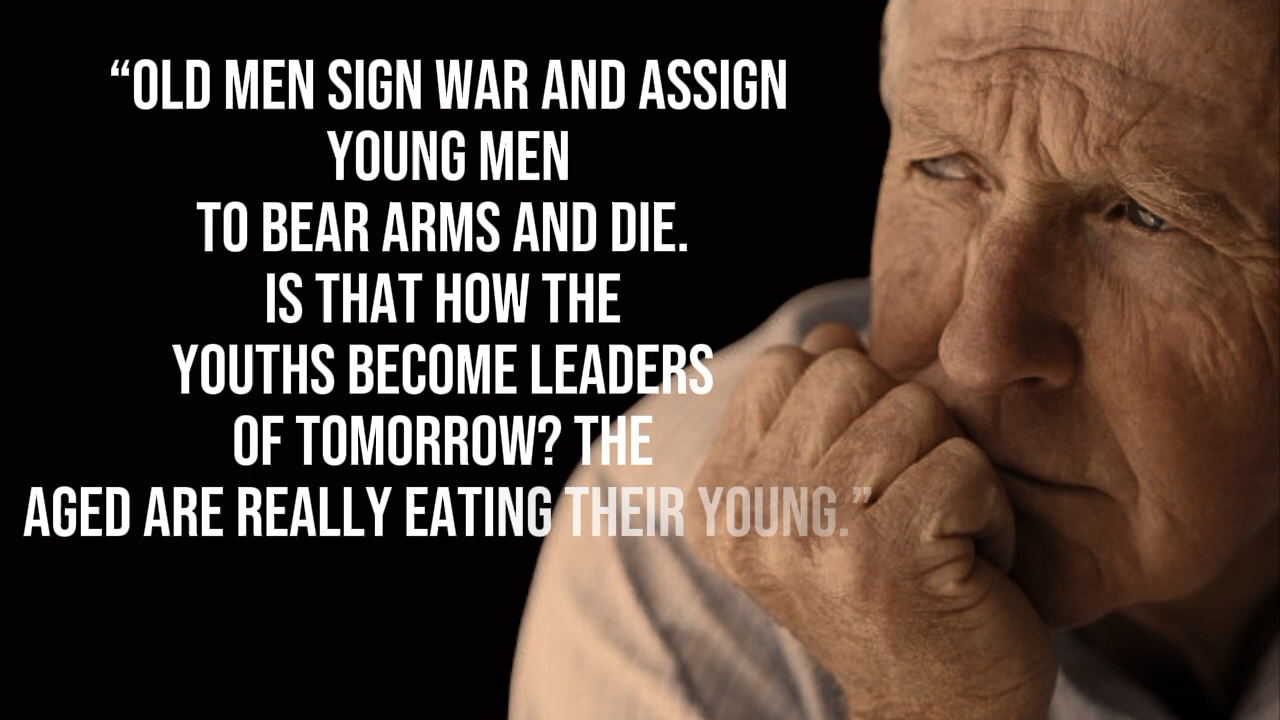 “OLD MEN SIGN WAR AND ASSIGN
YOUNG MEN
TO BEAR ARMS AND DIE.
IS THAT HOW THE
YOUTHS BECOME LEADERS
OF TOMORROW? THE
AGED ARE REALLY EATING THEIR YOUNG.”